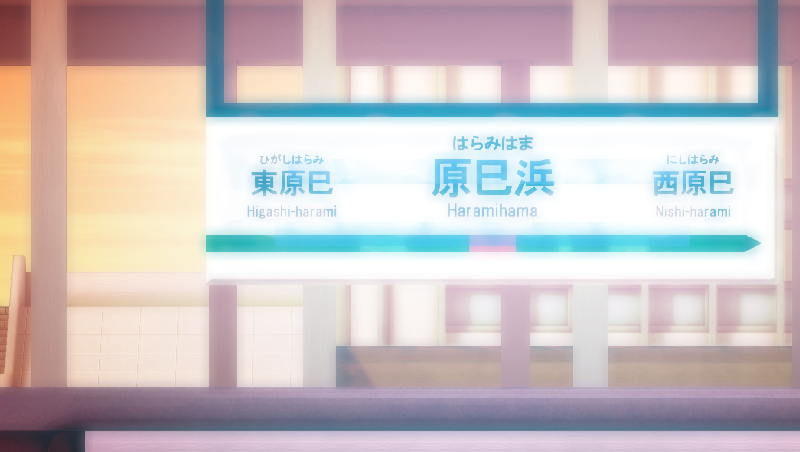 はらみはま
原巳浜
Haramihama
ひがしはらみ
東原巳
Higashi-harami
にしはらみ
西原巳
Nishi-harami